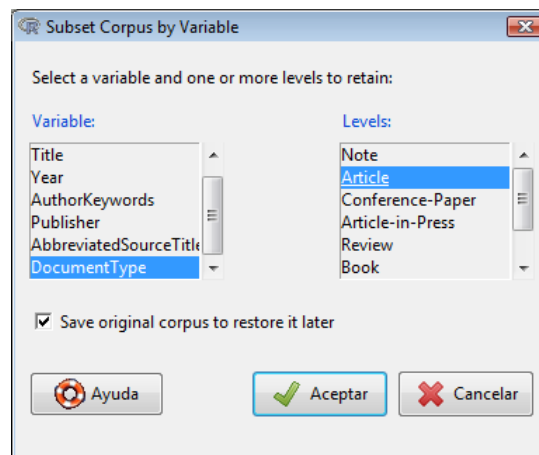 Subset Corpus by Variable
Select a variable and one or more levels to retain:
Variable:
Levels:
Title
Year
AuthorKeywords
Publisher
AbbreviatedSourceTitle
DocumentType
Note
Article
Conference-Paper
Article-in-Press
Review
Book
Save original corpus to restore it later
Ayuda
Aceptar
Cancelar